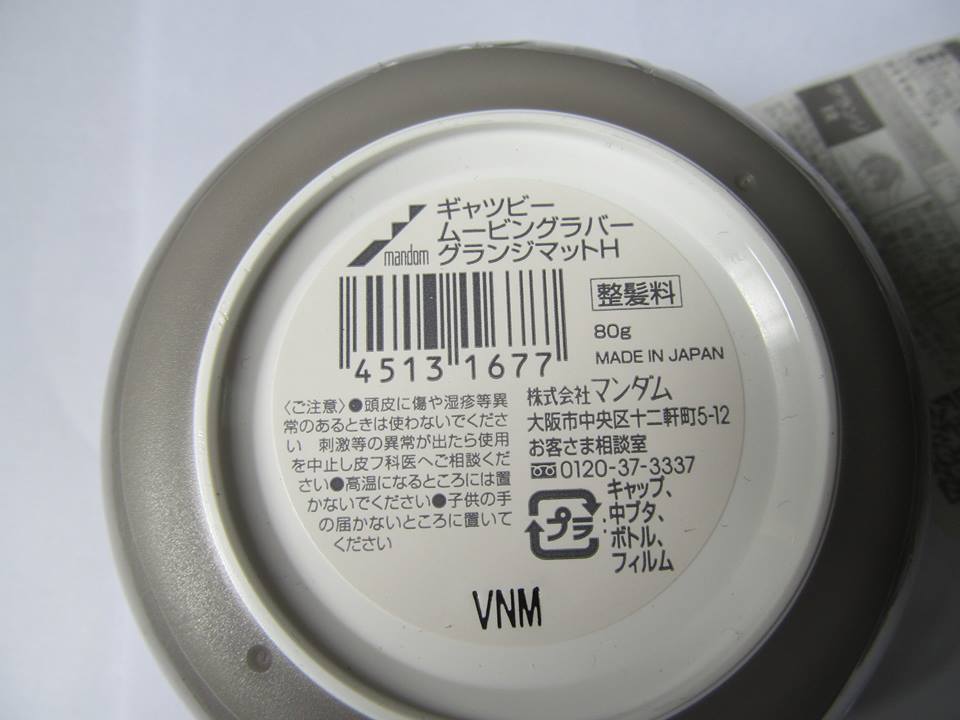 mandom
ギャツビー
ムービングラバー
グランジマットH
整髪料
80g
MADE IN JAPAN
4513 1677
〈ご注意〉●頭皮に傷や湿疹等異
常のあるときは使わないでくださ
い 刺激等の異常が出たら使用
を中止し皮フ科医へご相談くだ
さい●高温になるところには置
かないでください●子供の手
の届かないところに置いて
ください
株式会社マンダム
大阪市中央区十二軒町5-12
お客さま相談室
0120-37-3337
プラ
キャップ、
中ブタ、
ボトル、
フィルム
VNM